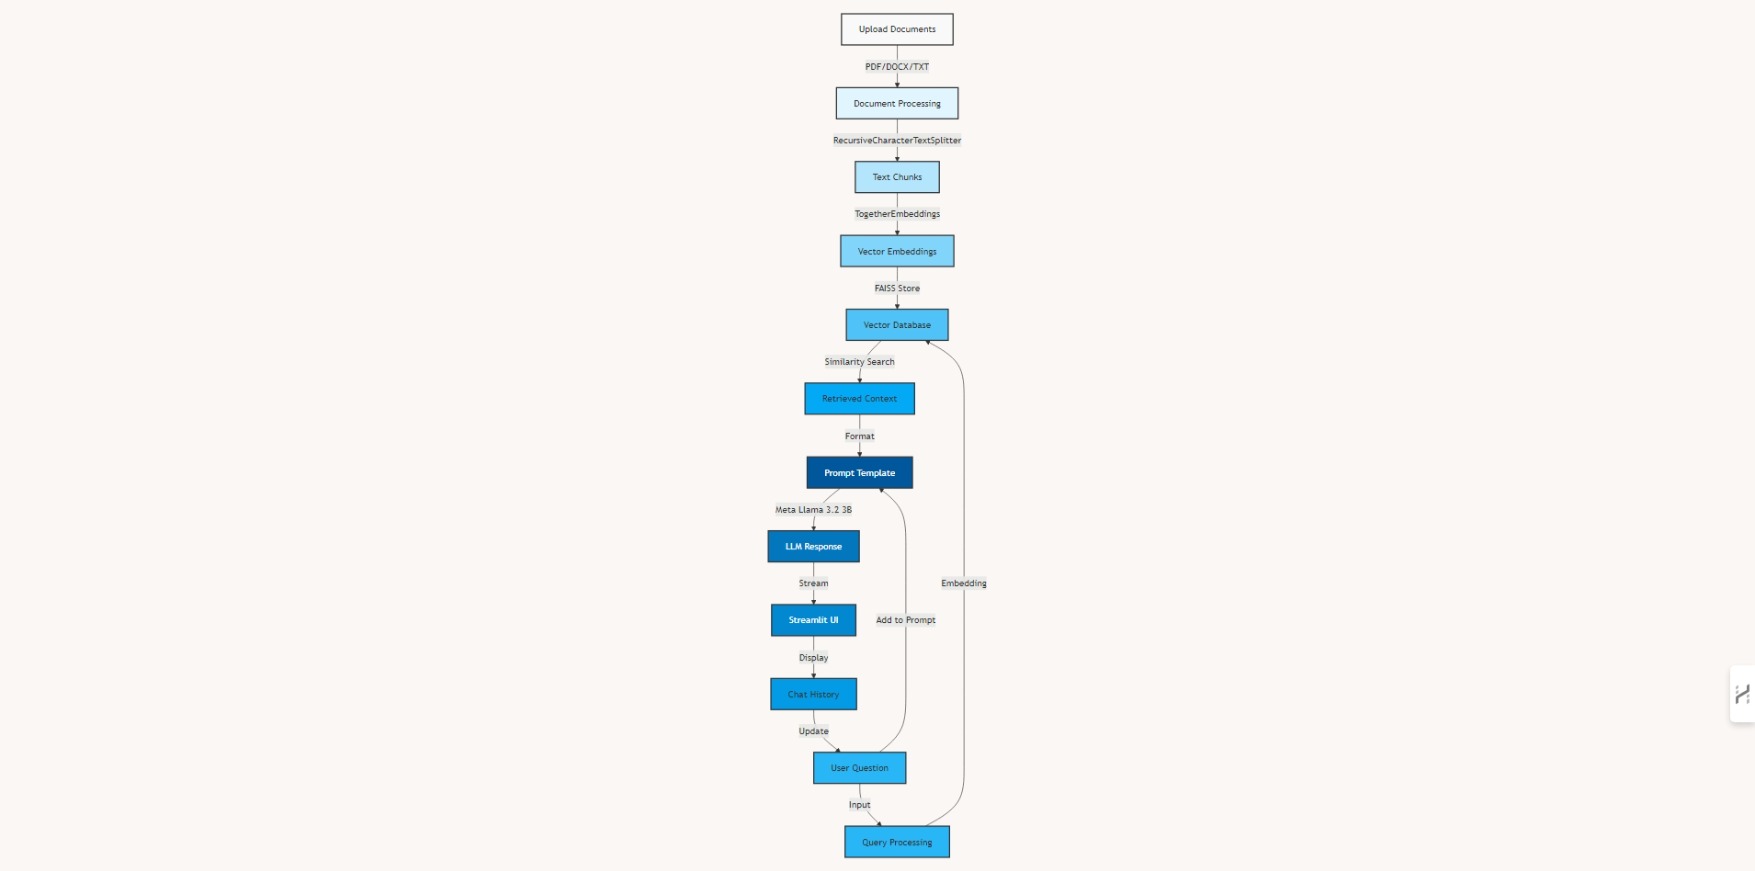 Upload Documents
PDF/DOCX/TXT
Document Processing
RecursiveCharacterTextSplitter
Text Chunks
TogetherEmbeddings
Vector Embeddings
FAISS Store
Vector Database
Similarity Search
Retrieved Context
Format
Prompt Template
Meta Llama 3.2 3B
LLM Response
Stream
Embedding
Streamlit UI
Add to Prompt
Display
Chat History
Update
User Question
Input
Query Processing